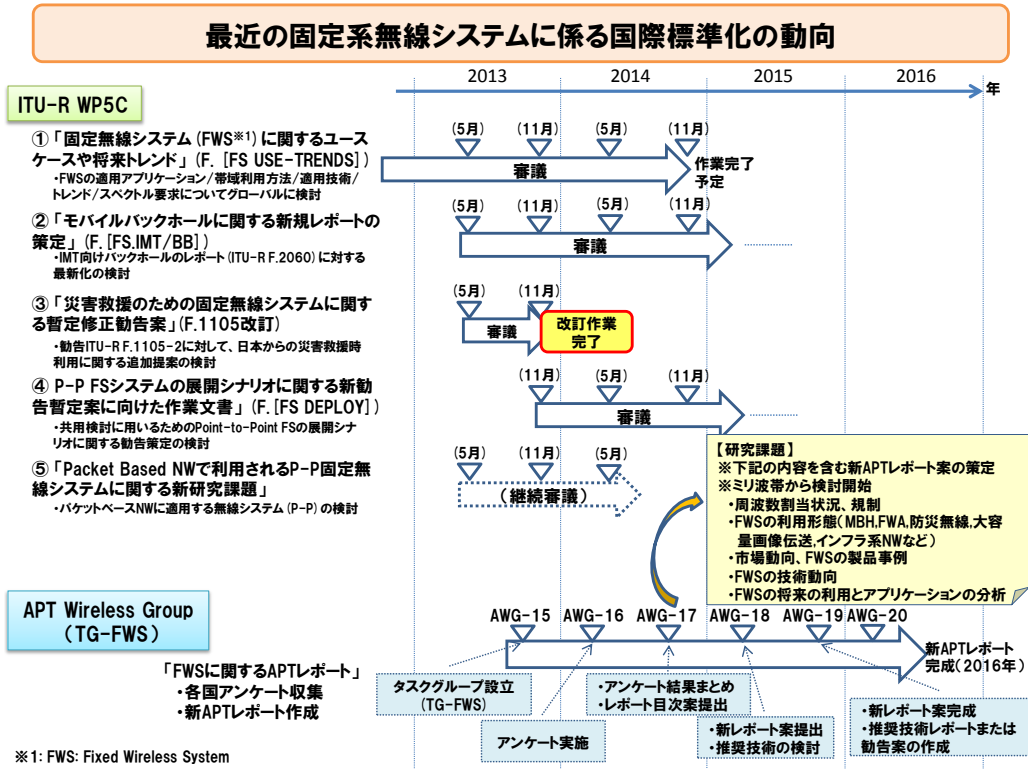 最近の固定系無線システムに係る国際標準化の動向
2013
2014
2015
2016
年
ITU-R WP5C
①「固定無線システム(FWS※1)に関するユース
ケースや将来トレンド」(F. [FS USE-TRENDS])
・FWSの適用アプリケーション/帯域利用方法/適用技術/
トレンド/スペクトル要求についてグローバルに検討
(5月)
(11月)
(5月)
(11月)
審議
作業完了
予定
②「モバイルバックホールに関する新規レポートの
策定」(F.[FS.IMT/BB])
・IMT向けバックホールのレポート(ITU-R F.2060)に対する
最新化の検討
(5月)
(11月)
(5月)
(11月)
審議
③「災害救援のための固定無線システムに関す
る暫定修正勧告案」(F.1105改訂)
・勧告ITU-R F.1105-2に対して、日本からの災害救援時
利用に関する追加提案の検討
(5月)
(11月)
審議
改訂作業
完了
④ P-P FSシステムの展開シナリオに関する新勧
告暫定案に向けた作業文書」(F.[FS DEPLOY])
・共用検討に用いるためのPoint-to-Point FSの展開シナ
リオに関する勧告策定の検討
(11月)
(5月)
(11月)
審議
⑤「Packet Based NWで利用されるP-P固定無
線システムに関する新研究課題」
・パケットベースNWに適用する無線システム(P-P)の検討
(5月)
(11月)
(5月)
(継続審議)
【研究課題】
※下記の内容を含む新APTレポート案の策定
※ミリ波帯から検討開始
・周波数割当状況、規制
・FWSの利用形態(MBH,FWA,防災無線,大容
量画像伝送,インフラ系NWなど)
・市場動向、FWSの製品事例
・FWSの技術動向
・FWSの将来の利用とアプリケーションの分析
APT Wireless Group
(TG-FWS)
AWG-15
AWG-16
AWG-17
AWG-18
AWG-19
AWG-20
新APTレポート
完成(2016年)
「FWSに関するAPTレポート」
・各国アンケート収集
・新APTレポート作成
タスクグループ設立
(TG-FWS)
アンケート実施
・アンケート結果まとめ
・レポート目次案提出
・新レポート案提出
・推奨技術の検討
・新レポート案完成
・推奨技術レポートまたは
勧告案の作成
※1: FWS: Fixed Wireless System